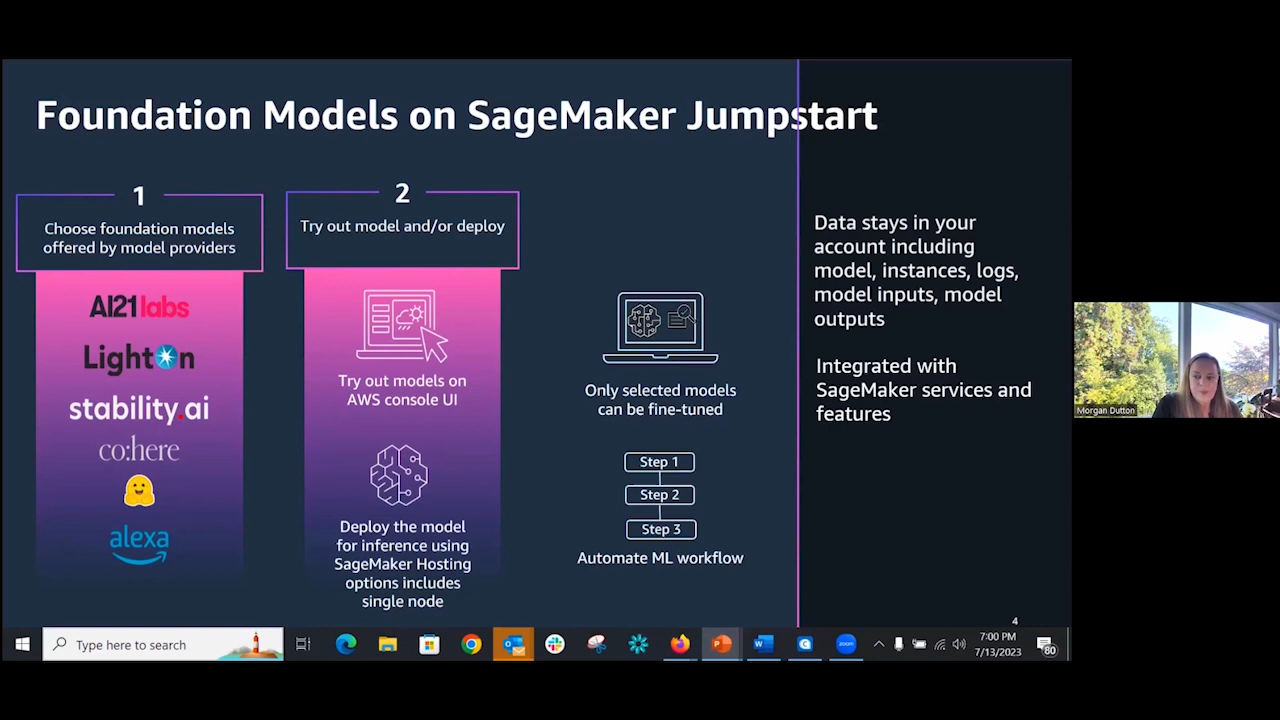 Foundation Models on SageMaker Jumpstart
1
Choose foundation models
offered by model providers
AI21labs
LightOn
stability.ai
co:here
alexa
2
Try out model and/or deploy
Try out models on
AWS console UI
Deploy the model
for inference using
SageMaker Hosting
options includes
single node
Only selected models
can be fine-tuned
Step 1
Step 2
Step 3
Automate ML workflow
Data stays in your
account including
model, instances, logs,
model inputs, model
outputs
Integrated with
SageMaker services and
features
4
Morgan Dutton
Type here to search
zoom
7:00 PM
7/13/2023
80